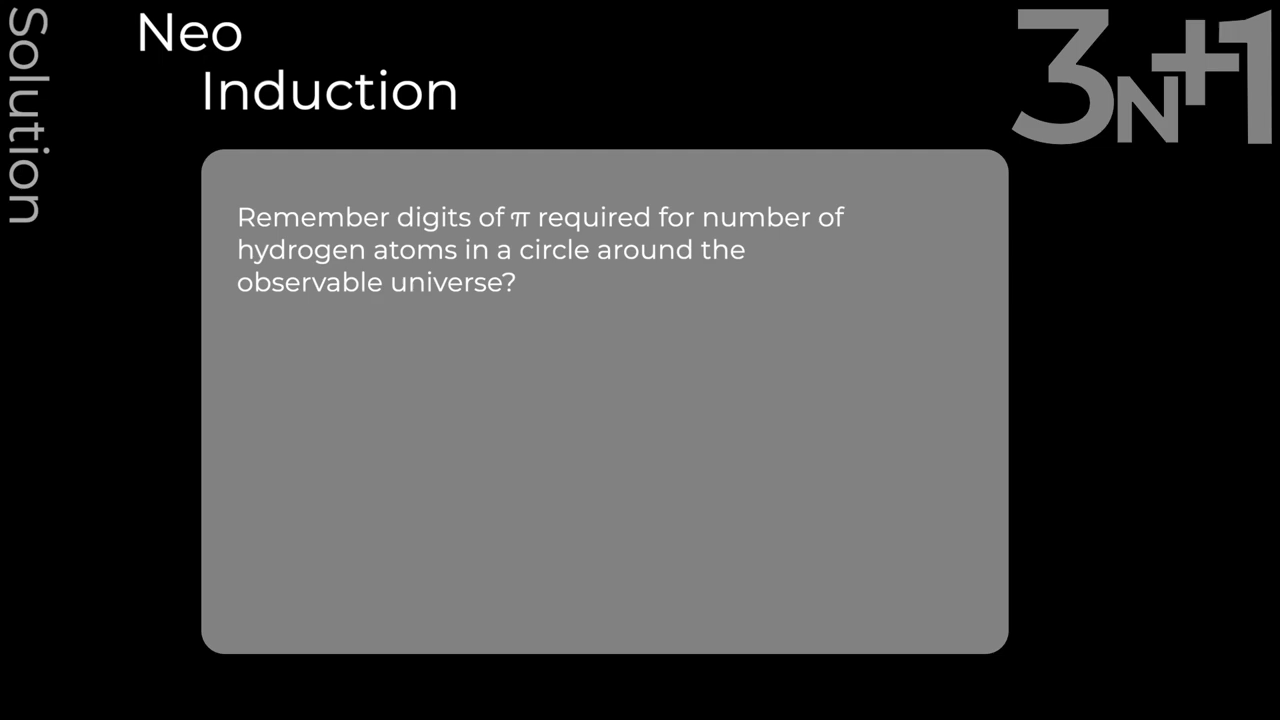 Solution
Neo
Induction
3N+1
Remember digits of π required for number of
hydrogen atoms in a circle around the
observable universe?